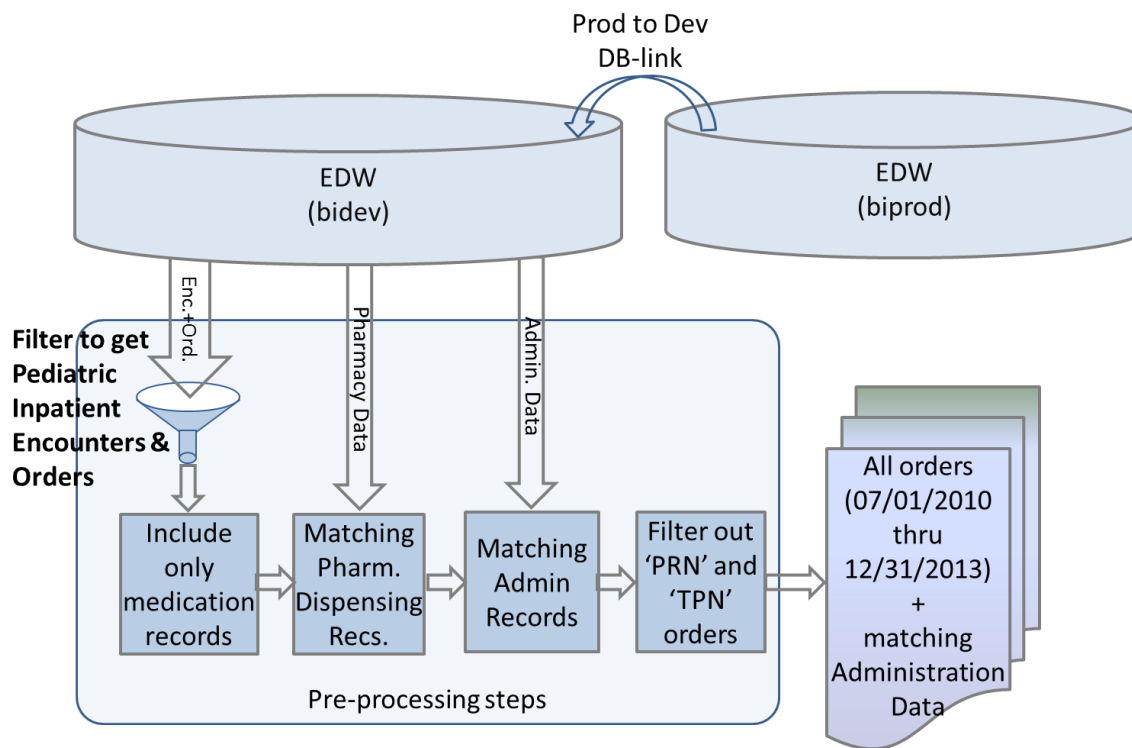 Prod to Dev
DB-link
EDW
(bidev)
EDW
(biprod)
Enc.+Ord.
Pharmacy Data
Admin. Data
Filter to get
Pediatric
Inpatient
Encounters &
Orders
Include
only
medication
records
Matching
Pharm.
Dispensing
Recs.
Matching
Admin
Records
Filter out
‘PRN’ and
‘TPN’
orders
Pre-processing steps
All orders
(07/01/2010
thru
12/31/2013)
+
matching
Administration
Data